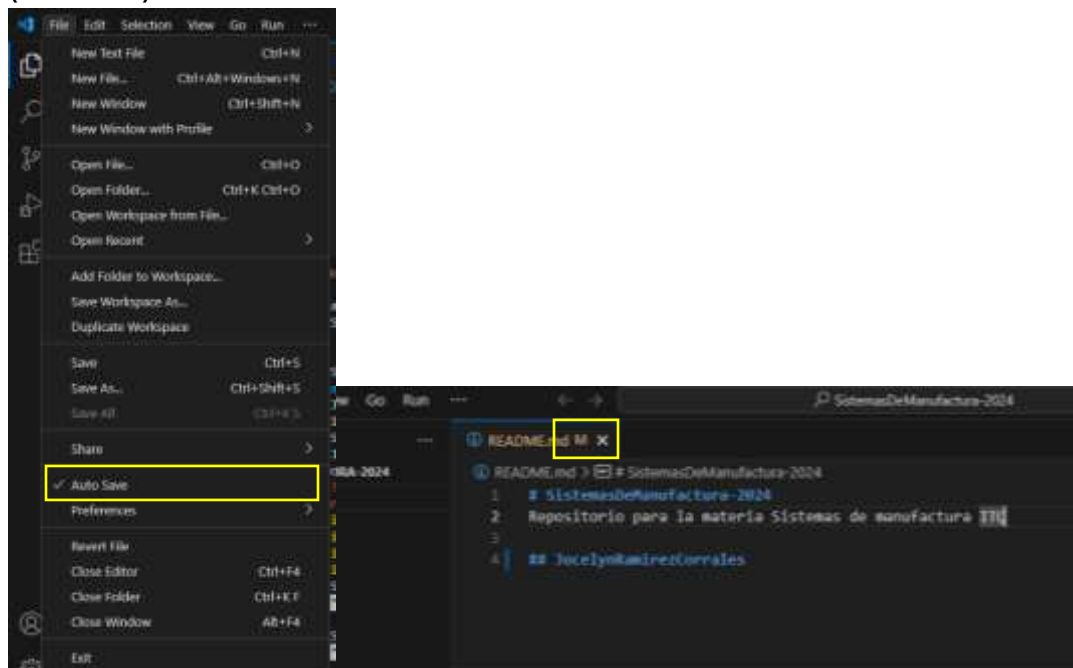 File Edit Selection View Go Run ...
New Text File Ctrl+N
New File... Ctrl+Alt+Windows+N
New Window Ctrl+Shift+N
New Window with Profile
Open File... Ctrl+O
Open Folder... Ctrl+K Ctrl+O
Open Workspace from File...
Open Recent
Add Folder to Workspace...
Save Workspace As...
Duplicate Workspace
Save Ctrl+S
Save As... Ctrl+Shift+S
Save All Ctrl+K S
Share
Auto Save
Preferences
Revert File
Close Editor Ctrl+F4
Close Folder Ctrl+K F
Close Window Alt+F4
Exit
Go Run ...
SistemasDeManufactura-2024
README.md M
-2024
README.md > # SistemasDeManufactura-2024
1 # SistemasDeManufactura-2024
2 Repositorio para la materia Sistemas de manufactura
3
4 ## JocelynRamirezCorrales